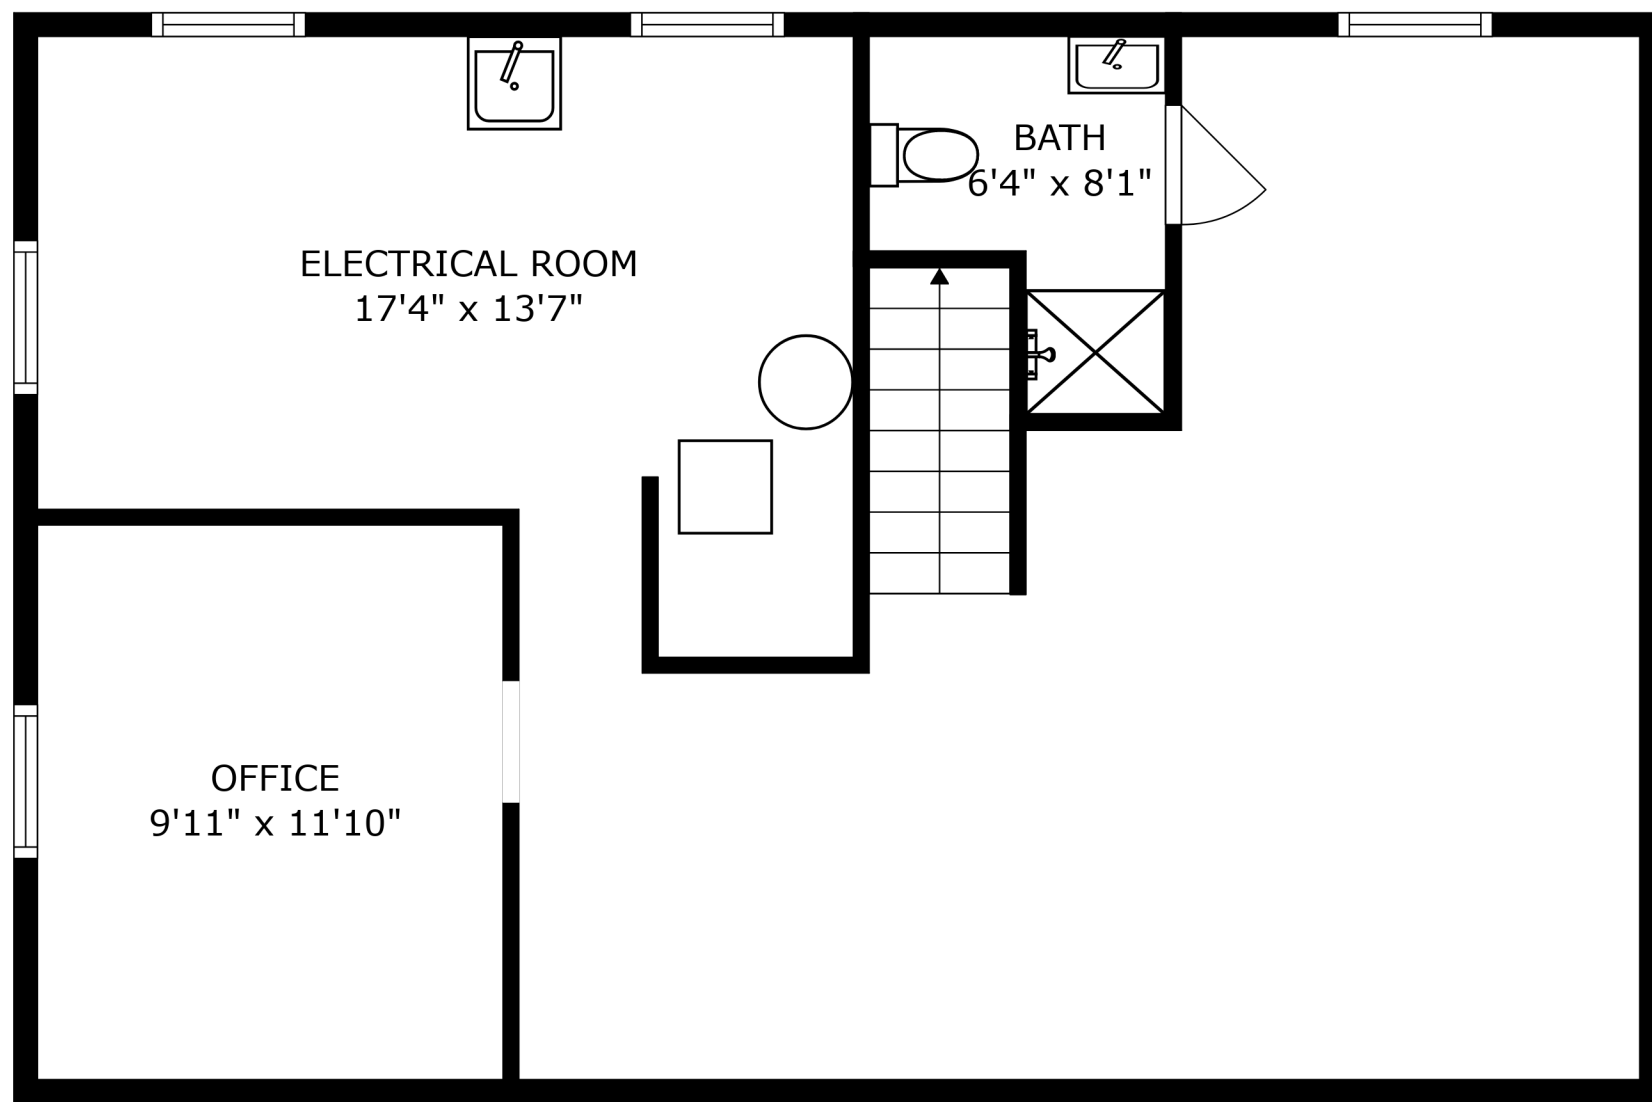 BATH
6'4" x 8'1"
ELECTRICAL ROOM
17'4" x 13'7"
OFFICE
9'11" x 11'10"